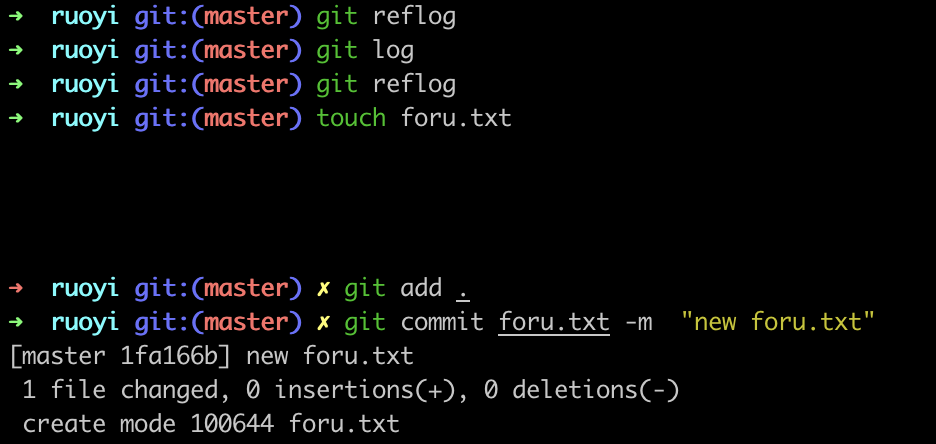 ➜  ruoyi git:(master) git reflog
➜  ruoyi git:(master) git log
➜  ruoyi git:(master) git reflog
➜  ruoyi git:(master) touch foru.txt
➜  ruoyi git:(master) ✗ git add .
➜  ruoyi git:(master) ✗ git commit foru.txt -m  "new foru.txt"
[master 1fa166b] new foru.txt
 1 file changed, 0 insertions(+), 0 deletions(-)
 create mode 100644 foru.txt